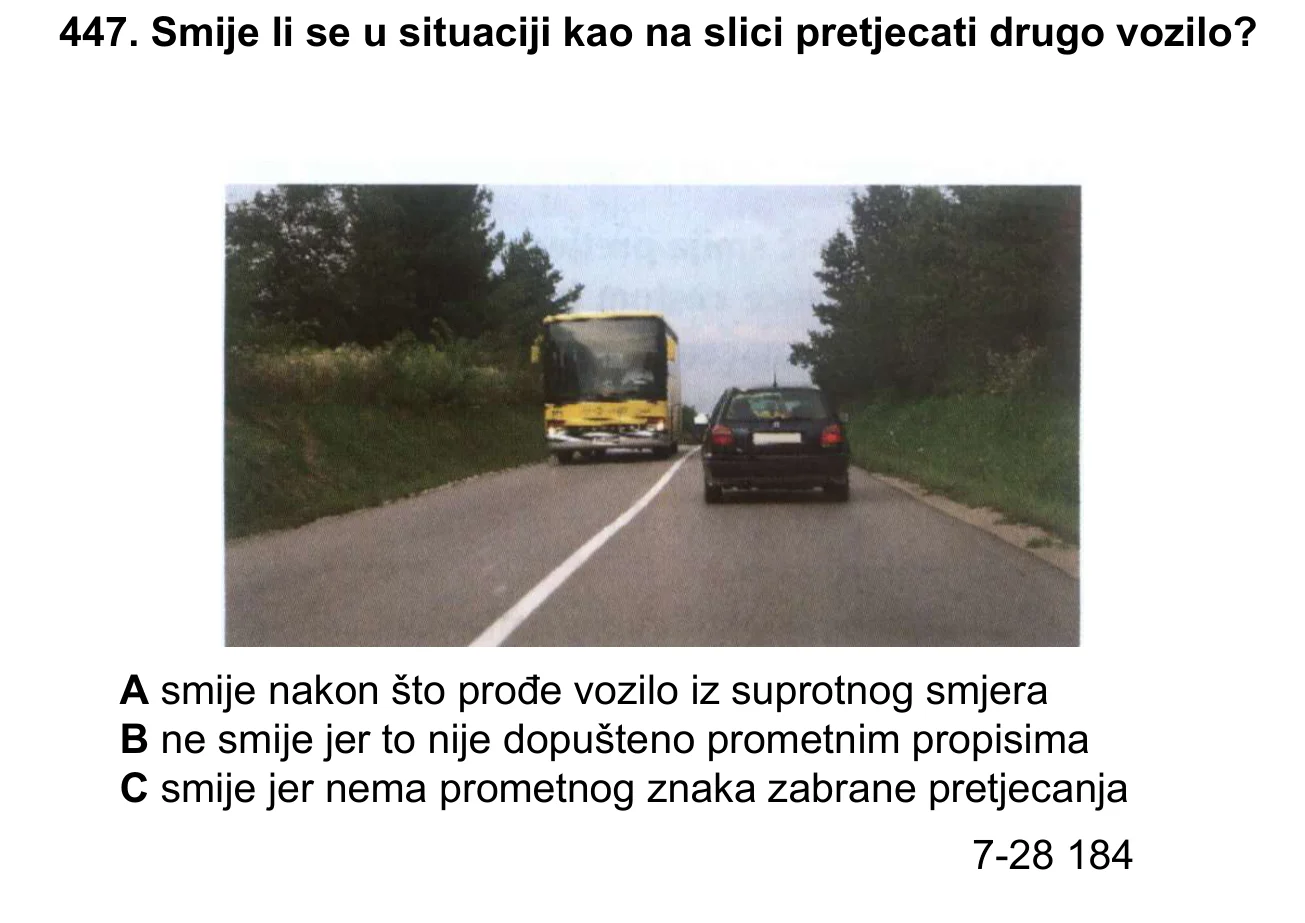 447. Smije li se u situaciji kao na slici pretjecati drugo vozilo?
A smije nakon što prođe vozilo iz suprotnog smjera
B ne smije jer to nije dopušteno prometnim propisima
C smije jer nema prometnog znaka zabrane pretjecanja
7-28 184